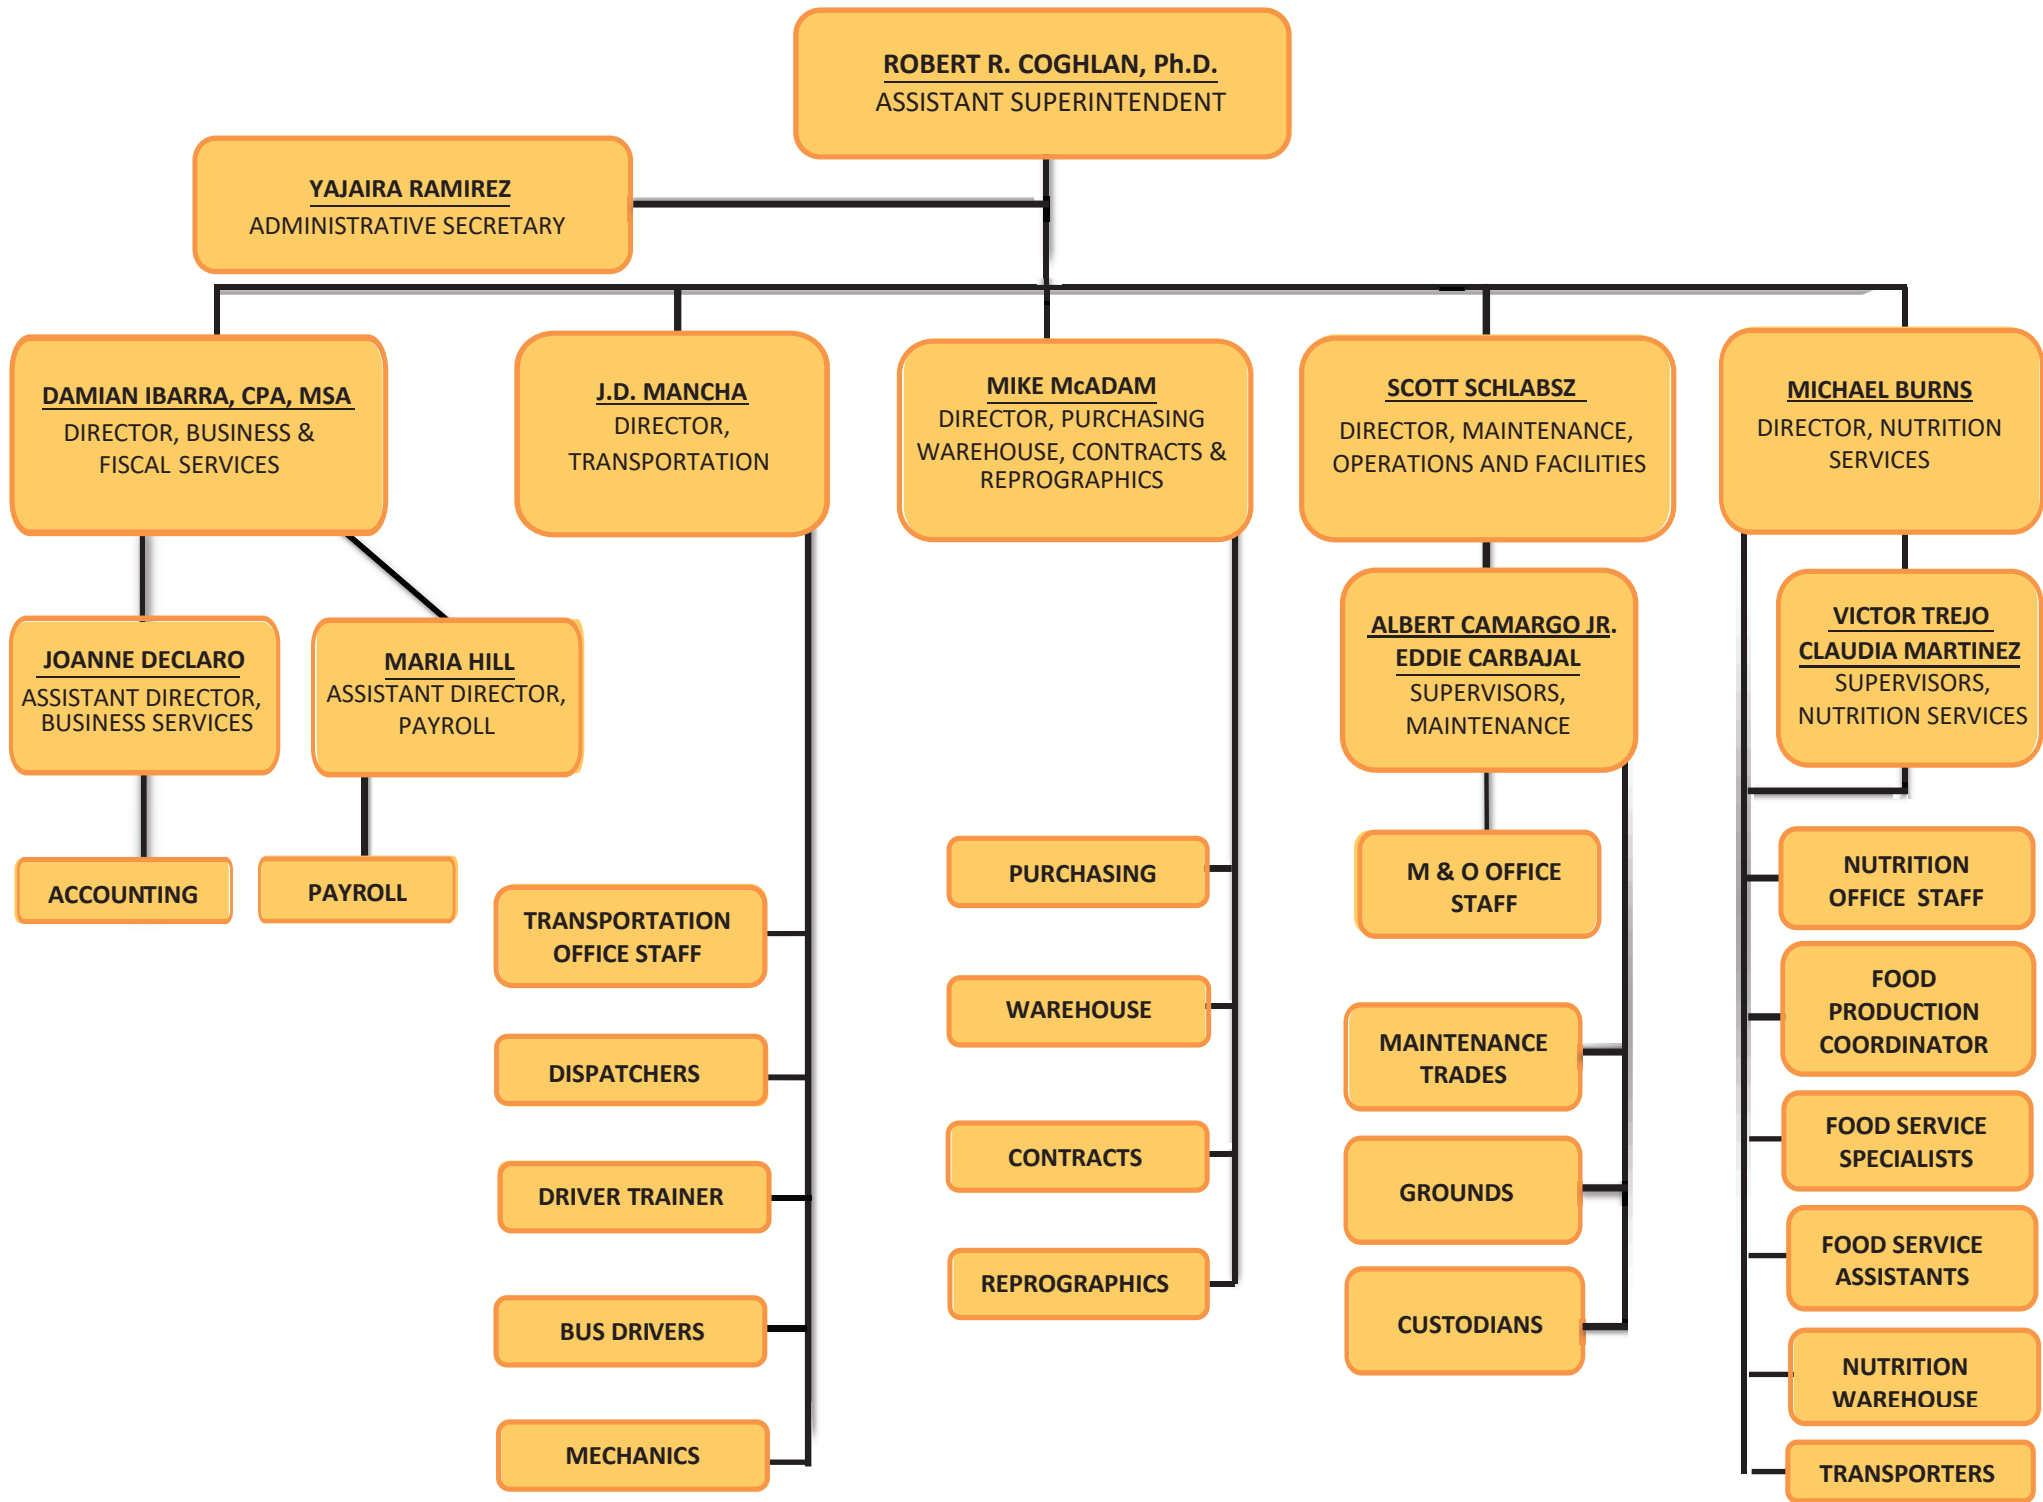 ROBERT R. COGHLAN, Ph.D.
ASSISTANT SUPERINTENDENT
YAJAIRA RAMIREZ
ADMINISTRATIVE SECRETARY
DAMIAN IBARRA, CPA, MSA
DIRECTOR, BUSINESS &
FISCAL SERVICES
J.D. MANCHA
DIRECTOR,
TRANSPORTATION
MIKE McADAM
DIRECTOR, PURCHASING
WAREHOUSE, CONTRACTS &
REPROGRAPHICS
SCOTT SCHLABSZ
DIRECTOR, MAINTENANCE,
OPERATIONS AND FACILITIES
MICHAEL BURNS
DIRECTOR, NUTRITION
SERVICES
JOANNE DECLARO
ASSISTANT DIRECTOR,
BUSINESS SERVICES
MARIA HILL
ASSISTANT DIRECTOR,
PAYROLL
ALBERT CAMARGO JR.
EDDIE CARBAJAL
SUPERVISORS,
MAINTENANCE
VICTOR TREJO
CLAUDIA MARTINEZ
SUPERVISORS,
NUTRITION SERVICES
ACCOUNTING
PAYROLL
TRANSPORTATION
OFFICE STAFF
DISPATCHERS
DRIVER TRAINER
BUS DRIVERS
MECHANICS
PURCHASING
WAREHOUSE
CONTRACTS
REPROGRAPHICS
M & O OFFICE
STAFF
MAINTENANCE
TRADES
GROUNDS
CUSTODIANS
NUTRITION
OFFICE STAFF
FOOD
PRODUCTION
COORDINATOR
FOOD SERVICE
SPECIALISTS
FOOD SERVICE
ASSISTANTS
NUTRITION
WAREHOUSE
TRANSPORTERS